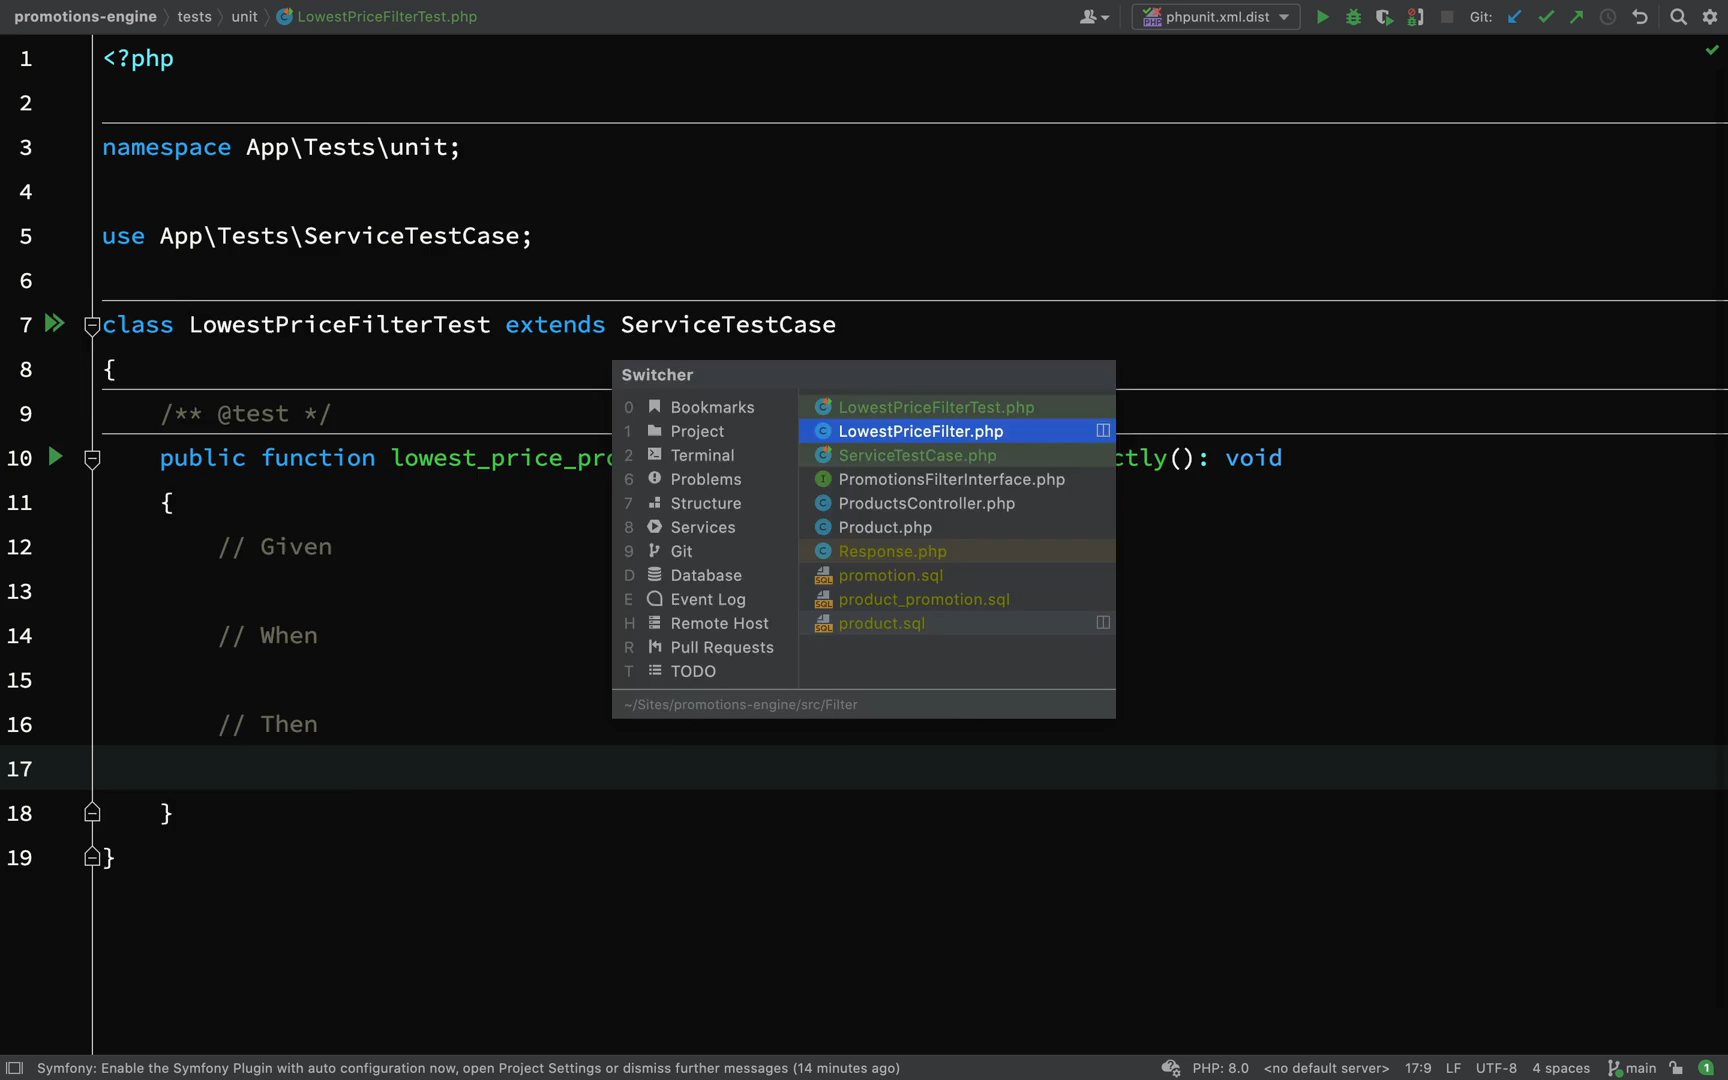 promotions-engine tests unit LowestPriceFilterTest.php phpunit.xml.dist Git:
1 <?php
2
3 namespace App\Tests\unit;
4
5 use App\Tests\ServiceTestCase;
6
7 class LowestPriceFilterTest extends ServiceTestCase
8 {
9 /** @test */
10 public function lowest_price_pro ctly(): void
11 {
12 // Given
13
14 // When
15
16 // Then
17
18 }
19 }
Switcher
0 Bookmarks
1 Project
2 Terminal
6 Problems
7 Structure
8 Services
9 Git
D Database
E Event Log
H Remote Host
R Pull Requests
T TODO
LowestPriceFilterTest.php
LowestPriceFilter.php
ServiceTestCase.php
PromotionsFilterInterface.php
ProductsController.php
Product.php
Response.php
promotion.sql
product_promotion.sql
product.sql
~/Sites/promotions-engine/src/Filter
Symfony: Enable the Symfony Plugin with auto configuration now, open Project Settings or dismiss further messages (14 minutes ago) PHP: 8.0 <no default server> 17:9 LF UTF-8 4 spaces main 1